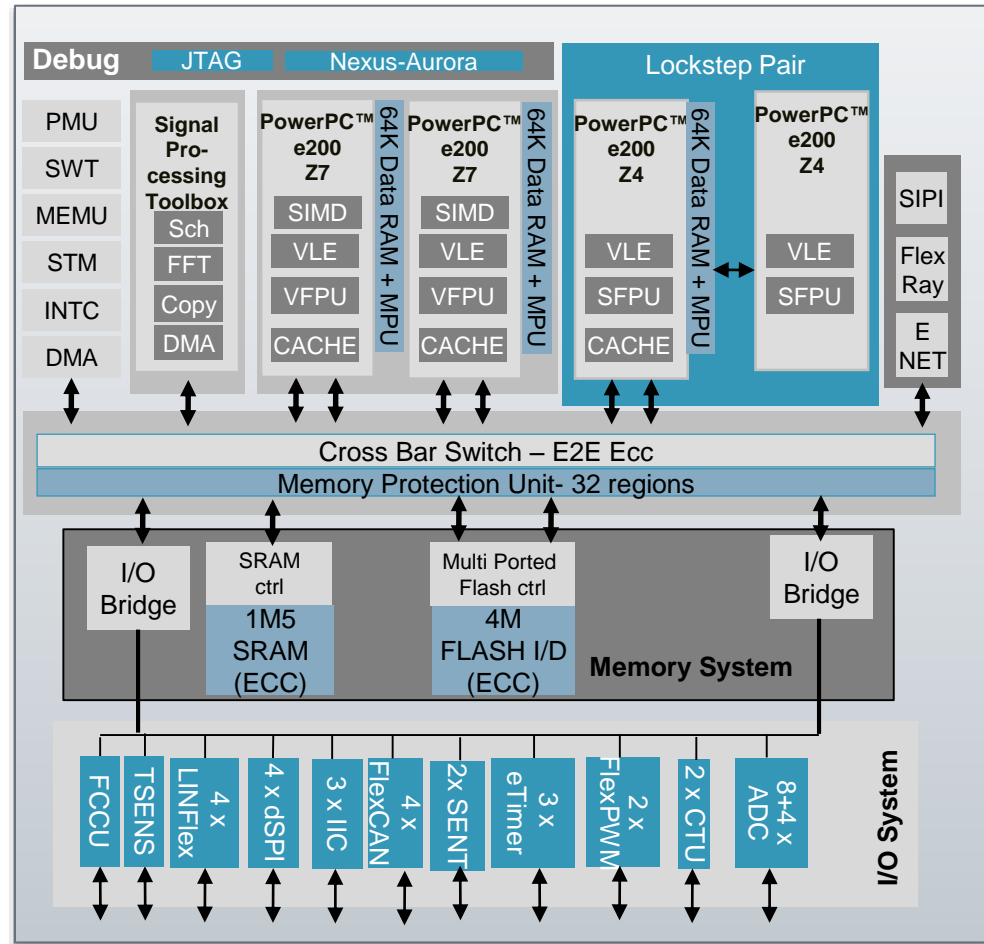 Debug
JTAG
Nexus-Aurora
Lockstep Pair
PMU
SWT
MEMU
STM
INTC
DMA
Signal
Pro-
cessing
Toolbox
Sch
FFT
Copy
DMA
PowerPC™
e200
Z7
SIMD
VLE
VFPU
CACHE
64K Data RAM + MPU
PowerPC™
e200
Z7
SIMD
VLE
VFPU
CACHE
64K Data RAM + MPU
PowerPC™
e200
Z4
VLE
SFPU
CACHE
64K Data RAM + MPU
PowerPC™
e200
Z4
VLE
SFPU
SIPI
Flex
Ray
E
NET
Cross Bar Switch – E2E Ecc
Memory Protection Unit- 32 regions
I/O
Bridge
SRAM
ctrl
1M5
SRAM
(ECC)
Multi Ported
Flash ctrl
4M
FLASH I/D
(ECC)
I/O
Bridge
Memory System
FCCU
TSENS
4 x
LINFlex
4 x dSPI
3 x IIC
4 x
FlexCAN
2x SENT
3 x
eTimer
2 x
FlexPWM
2 x CTU
8+4 x
ADC
I/O System